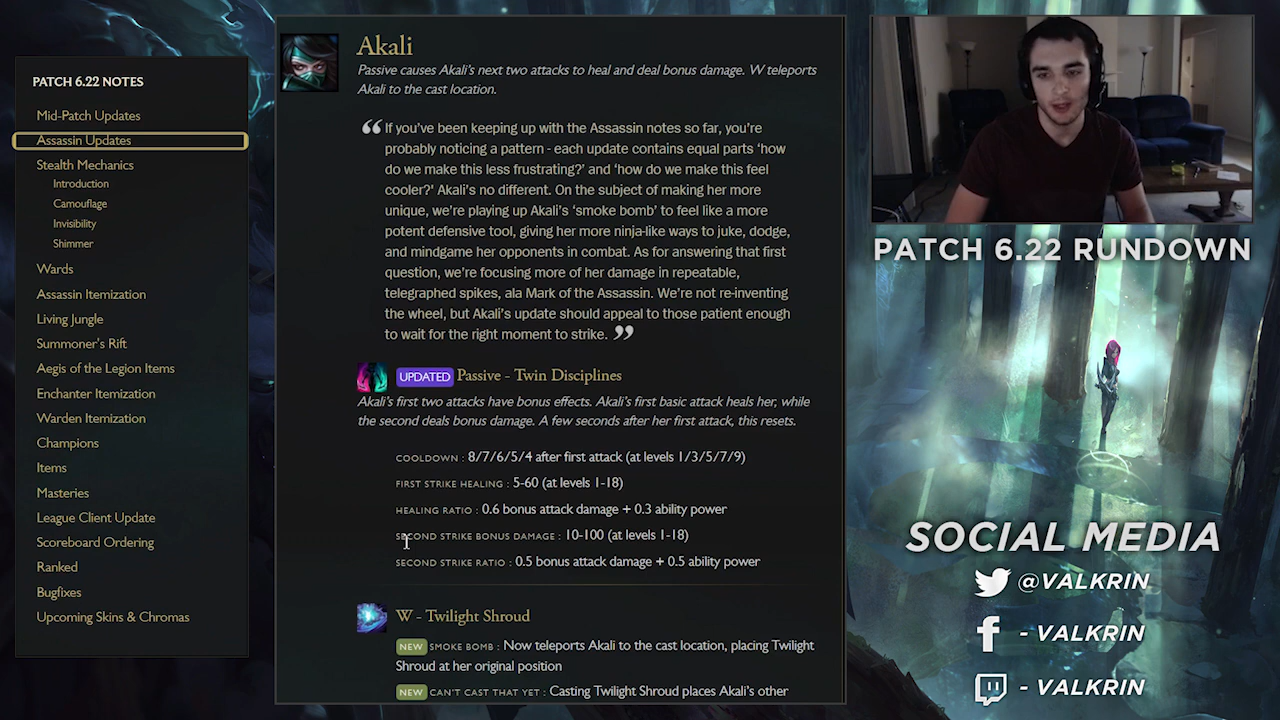 PATCH 6.22 NOTES
Mid-Patch Updates
Assassin Updates
Stealth Mechanics
Introduction
Camouflage
Invisibility
Shimmer
Wards
Assassin Itemization
Living Jungle
Summoner's Rift
Aegis of the Legion Items
Enchanter Itemization
Warden Itemization
Champions
Items
Masteries
League Client Update
Scoreboard Ordering
Ranked
Bugfixes
Upcoming Skins & Chromas
Akali
Passive causes Akali's next two attacks to heal and deal bonus damage. W teleports
Akali to the cast location.
“If you've been keeping up with the Assassin notes so far, you're
probably noticing a pattern - each update contains equal parts ‘how
do we make this less frustrating?’ and ‘how do we make this feel
cooler?' Akali's no different. On the subject of making her more
unique, we're playing up Akali's ‘smoke bomb’ to feel like a more
potent defensive tool, giving her more ninja-like ways to juke, dodge,
and mindgame her opponents in combat. As for answering that first
question, we're focusing more of her damage in repeatable,
telegraphed spikes, ala Mark of the Assassin. We're not re-inventing
the wheel, but Akali's update should appeal to those patient enough
to wait for the right moment to strike. ”
UPDATED Passive - Twin Disciplines
Akali's first two attacks have bonus effects. Akali's first basic attack heals her, while
the second deals bonus damage. A few seconds after her first attack, this resets.
COOLDOWN : 8/7/6/5/4 after first attack (at levels 1/3/5/7/9)
FIRST STRIKE HEALING : 5-60 (at levels 1-18)
HEALING RATIO : 0.6 bonus attack damage + 0.3 ability power
SECOND STRIKE BONUS DAMAGE : 10-100 (at levels 1-18)
SECOND STRIKE RATIO : 0.5 bonus attack damage + 0.5 ability power
W - Twilight Shroud
NEW SMOKE BOMB : Now teleports Akali to the cast location, placing Twilight
Shroud at her original position
NEW CAN'T CAST THAT YET : Casting Twilight Shroud places Akali's other
PATCH 6.22 RUNDOWN
SOCIAL MEDIA
@VALKRIN
- VALKRIN
- VALKRIN